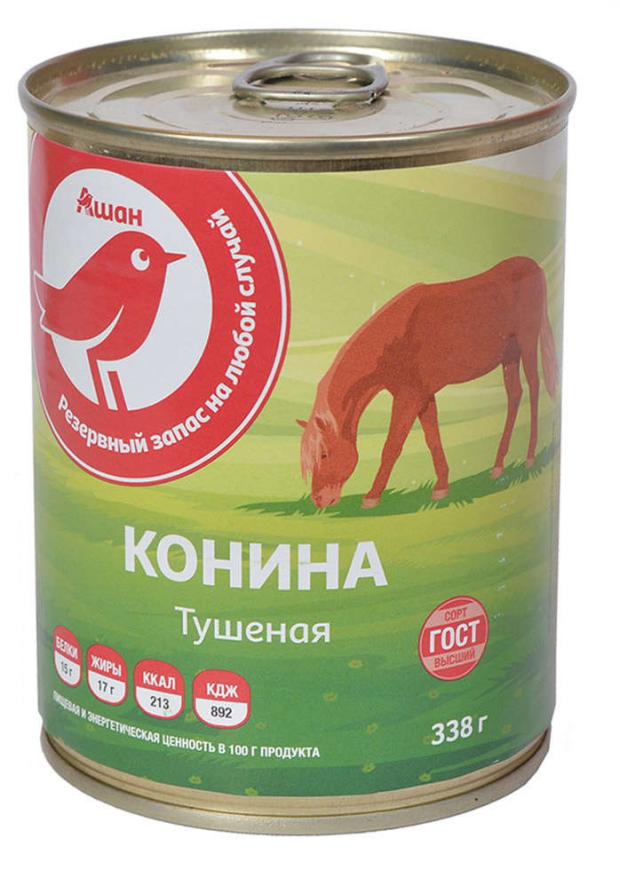 Ашан
Резервный запас на любой случай
КОНИНА
Тушеная
БЕЛКИ
15 г
ЖИРЫ
17 г
ККАЛ
213
КДЖ
892
ПИЩЕВАЯ И ЭНЕРГЕТИЧЕСКАЯ ЦЕННОСТЬ В 100 Г ПРОДУКТА
СОРТ
ГОСТ
ВЫСШИЙ
338 г